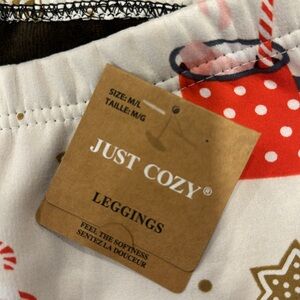 SIZE: M/L
TAILLE: M/G
JUST COZY®
LEGGINGS
FEEL THE SOFTNESS
SENTEZ LA DOUCEUR